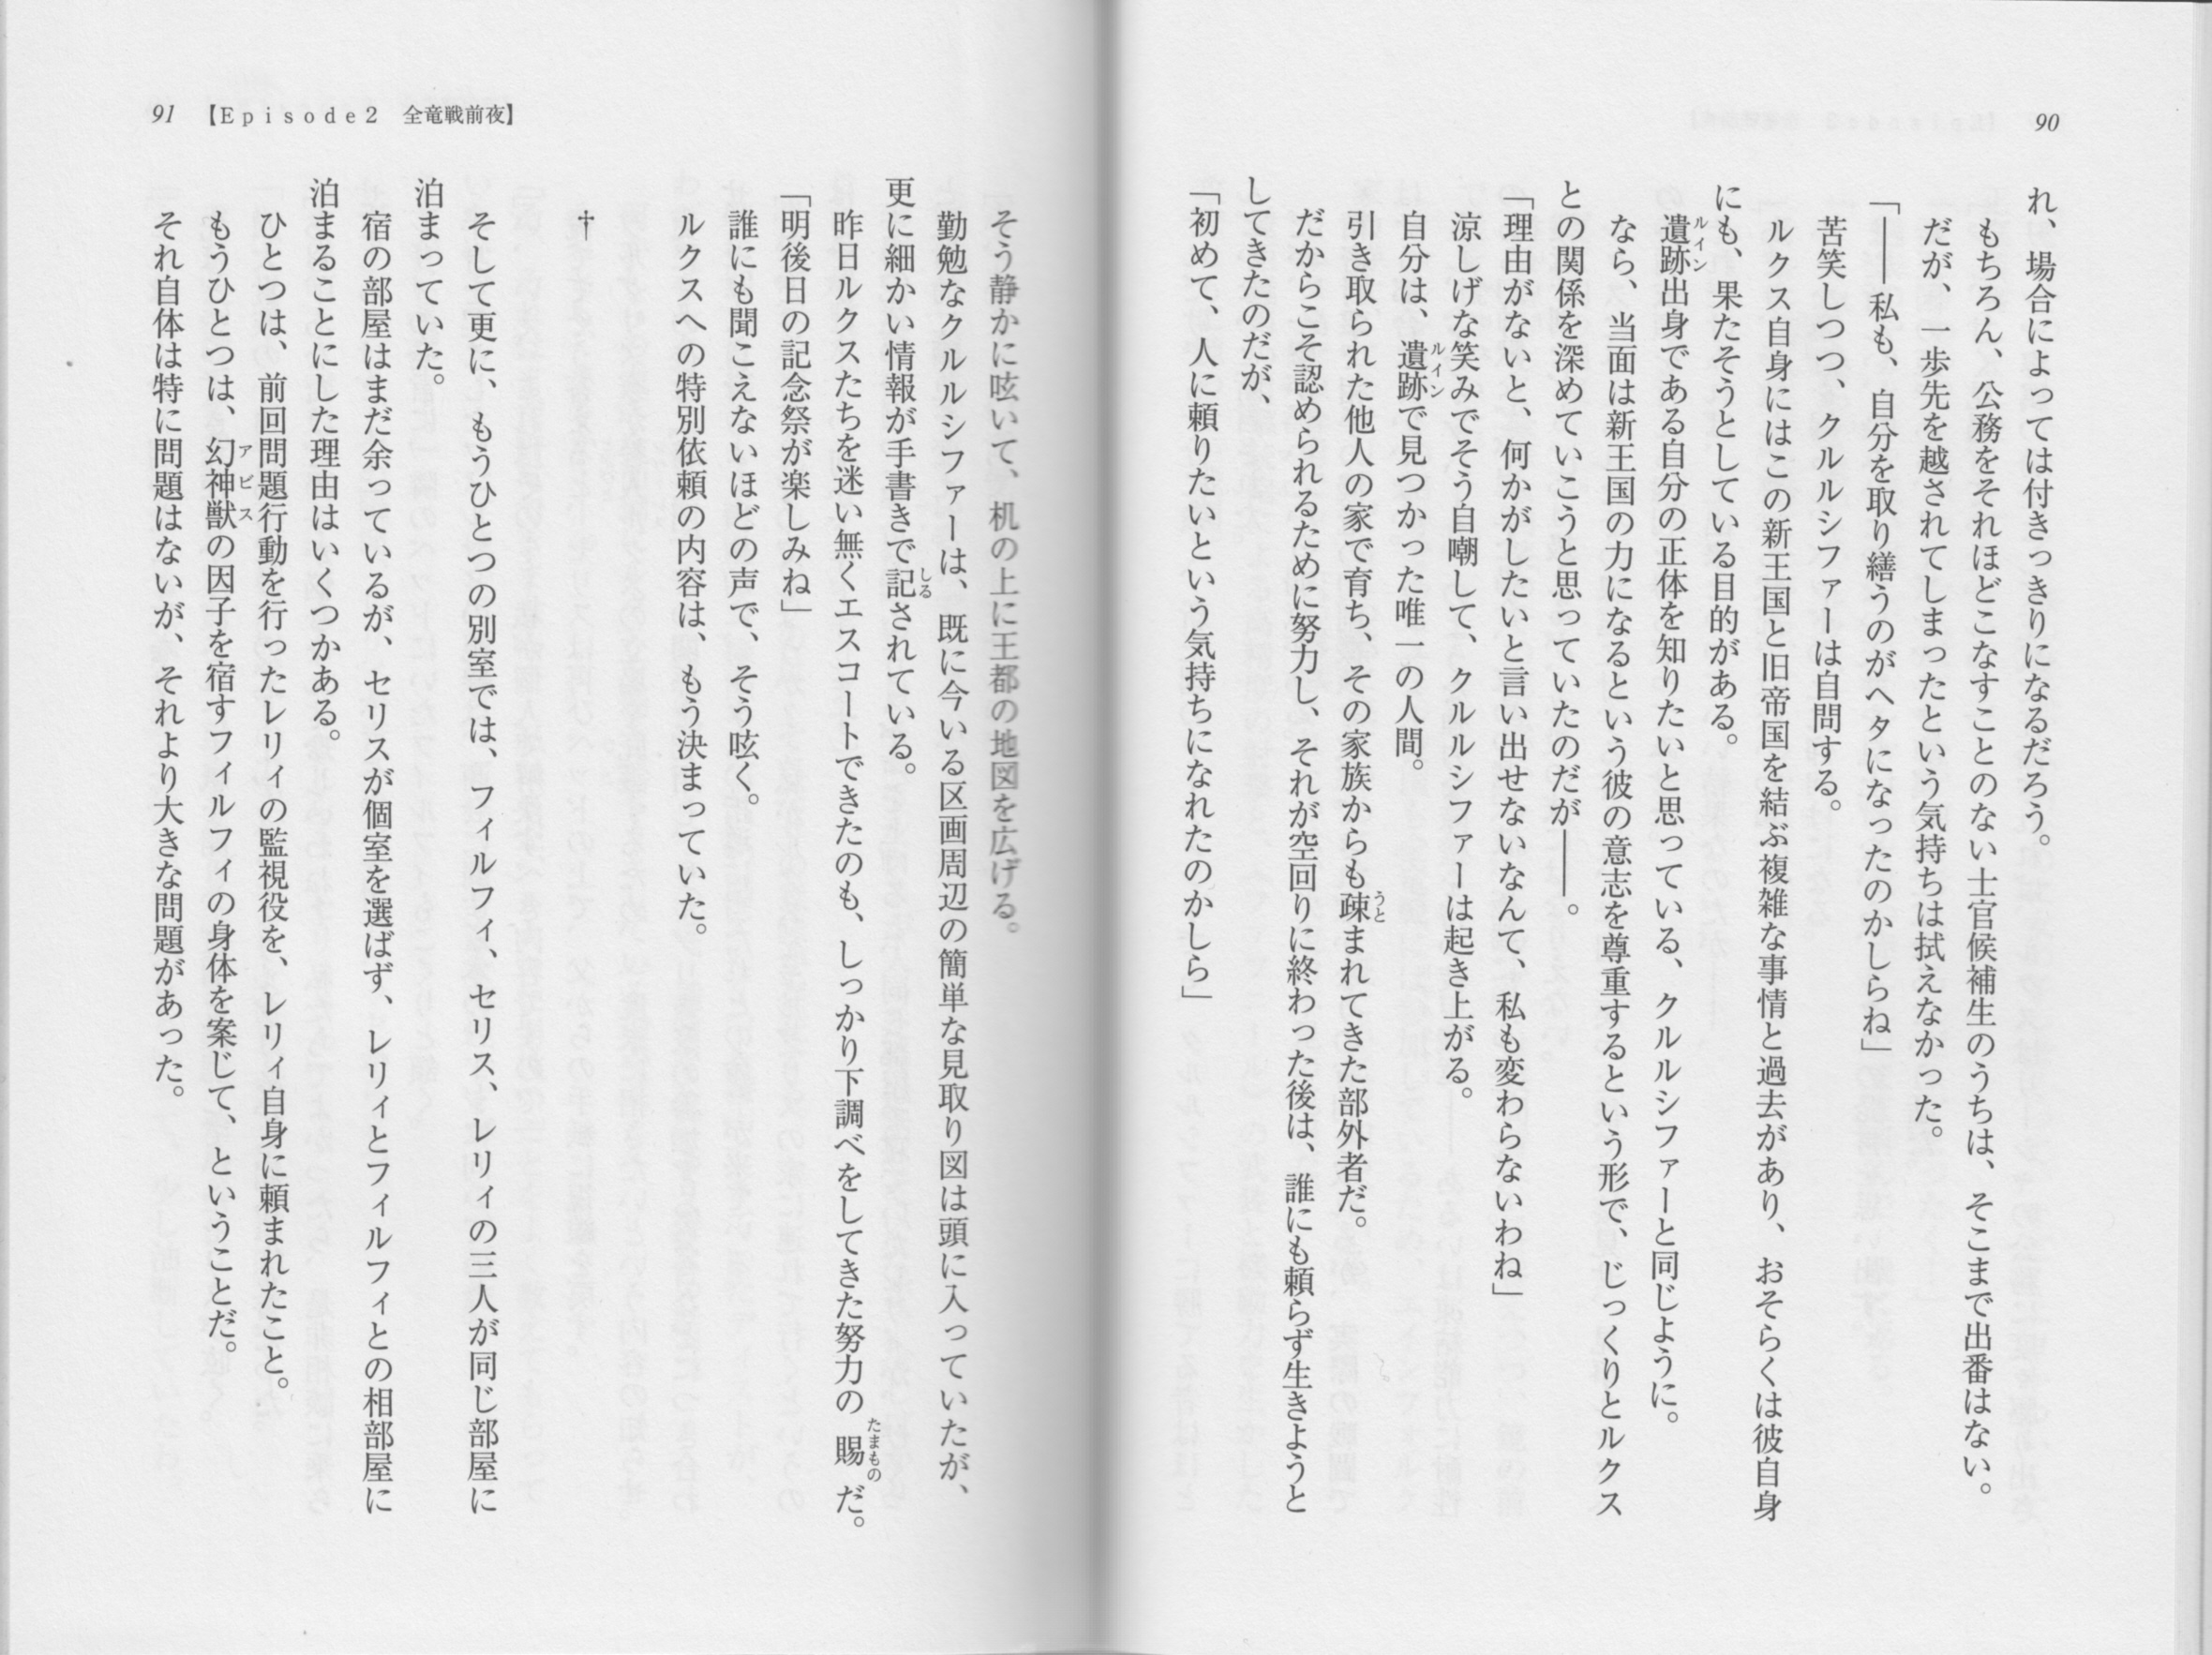 90
れ、場合によっては付きっきりになるだろう。
もちろん、公務をそれほどこなすことのない士官候補生のうちは、そこまで出番はない。
だが、一歩先を越されてしまったという気持ちは拭えなかった。
「――私も、自分を取り繕うのがヘタになったのかしらね」
苦笑しつつ、クルルシファーは自問する。
ルクス自身にはこの新王国と旧帝国を結ぶ複雑な事情と過去があり、おそらくは彼自身
にも、果たそうとしている目的がある。
遺跡出身である自分の正体を知りたいと思っている、クルルシファーと同じように。
なら、当面は新王国の力になるという彼の意志を尊重するという形で、じっくりとルクス
との関係を深めていこうと思っていたのだが――。
「理由がないと、何かがしたいと言い出せないなんて、私も変わらないわね」
涼しげな笑みでそう自嘲して、クルルシファーは起き上がる。
自分は、遺跡で見つかった唯一の人間。
引き取られた他人の家で育ち、その家族からも疎まれてきた部外者だ。
だからこそ認められるために努力し、それが空回りに終わった後は、誰にも頼らず生きようと
してきたのだが、
「初めて、人に頼りたいという気持ちになれたのかしら」
91 【Episode2 全竜戦前夜】
そう静かに呟いて、机の上に王都の地図を広げる。
勤勉なクルルシファーは、既に今いる区画周辺の簡単な見取り図は頭に入っていたが、
更に細かい情報が手書きで記されている。
昨日ルクスたちを迷い無くエスコートできたのも、しっかり下調べをしてきた努力の賜だ。
「明後日の記念祭が楽しみね」
誰にも聞こえないほどの声で、そう呟く。
ルクスへの特別依頼の内容は、もう決まっていた。
†
そして更に、もうひとつの別室では、フィルフィ、セリス、レリィの三人が同じ部屋に
泊まっていた。
宿の部屋はまだ余っているが、セリスが個室を選ばず、レリィとフィルフィとの相部屋に
泊まることにした理由はいくつかある。
ひとつは、前回問題行動を行ったレリィの監視役を、レリィ自身に頼まれたこと。
もうひとつは、幻神獣の因子を宿すフィルフィの身体を案じて、ということだ。
それ自体は特に問題はないが、それより大きな問題があった。